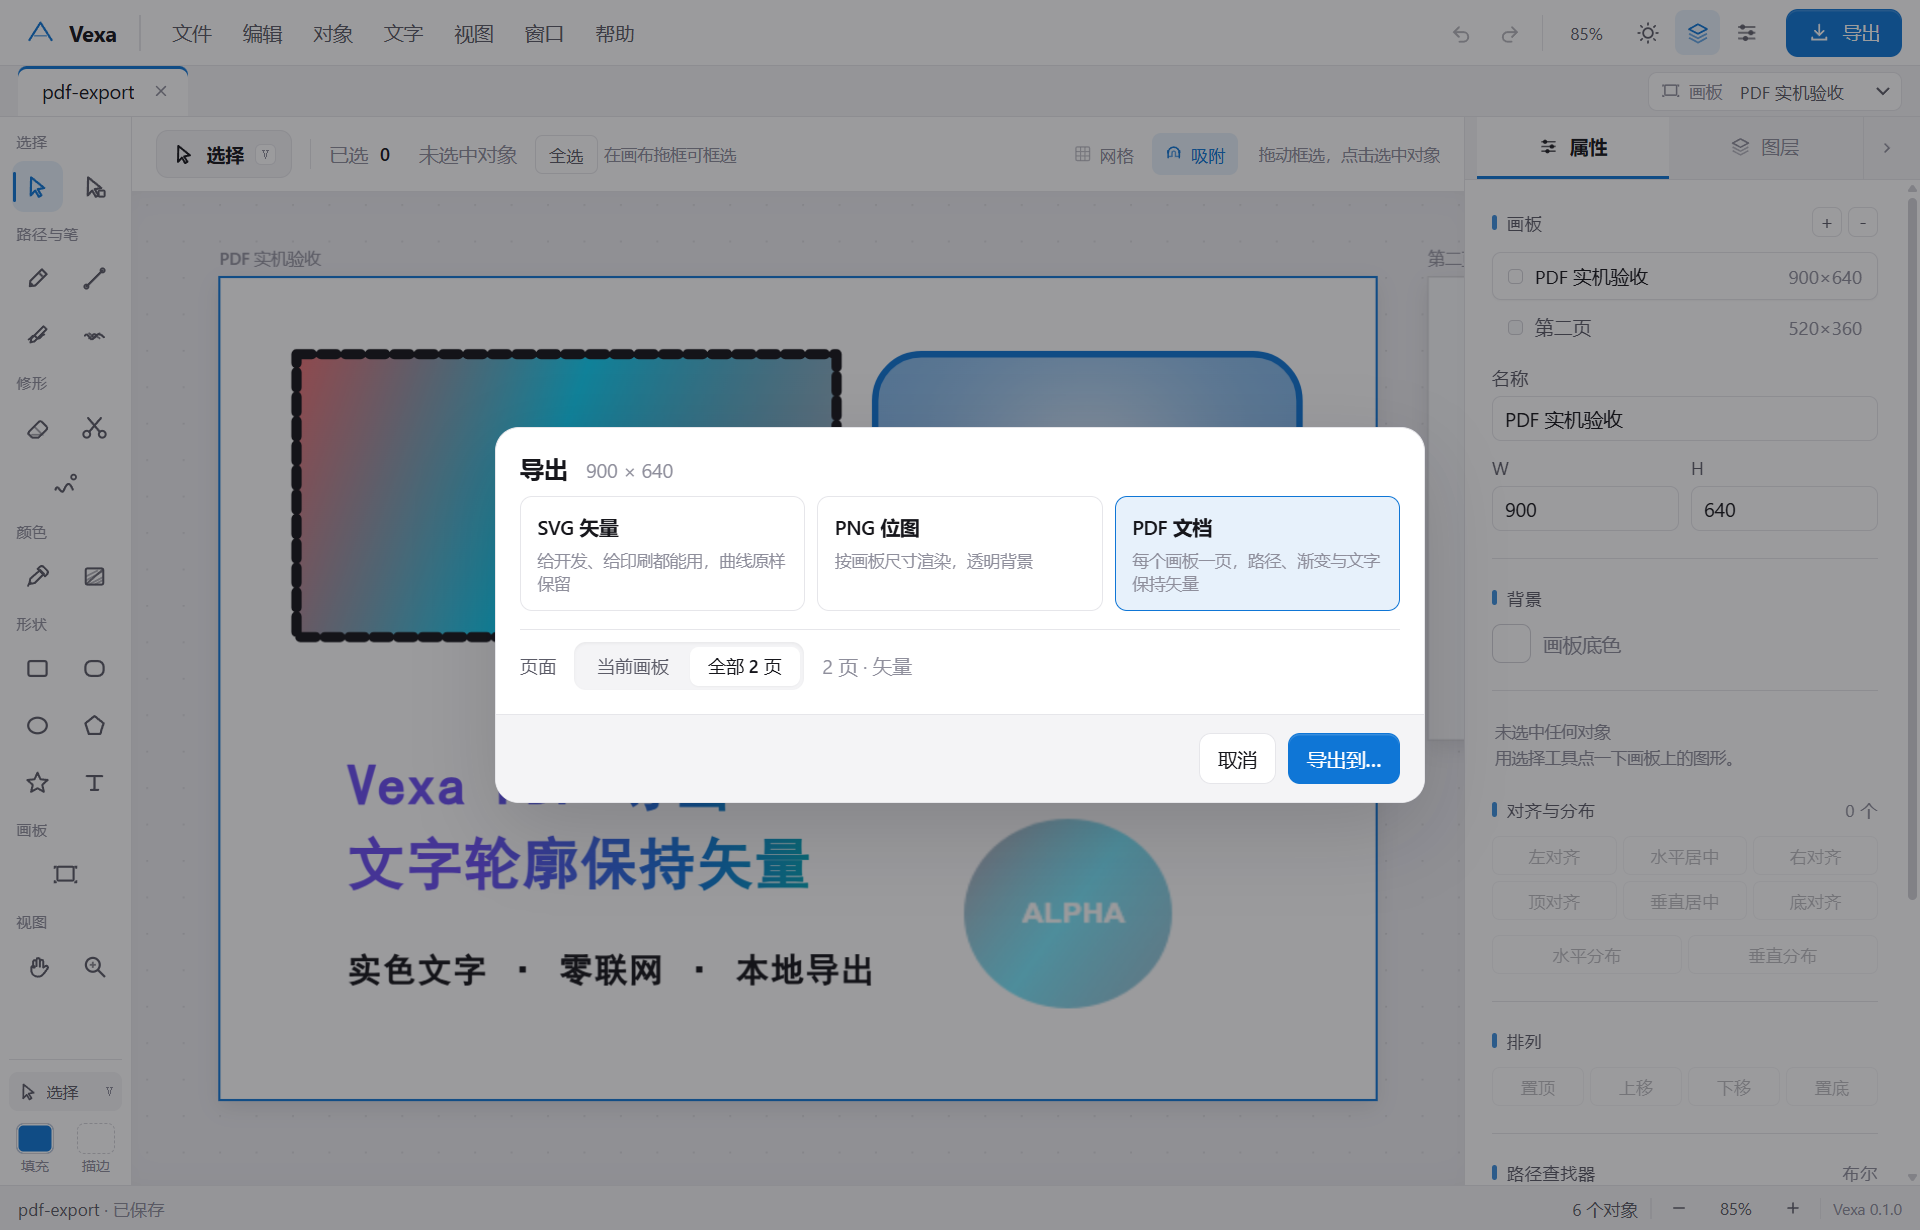 Vexa
文件 编辑 对象 文字 视图 窗口 帮助
85%
导出
pdf-export
画板 PDF 实机验收
选择
选择 V
已选 0 未选中对象 全选 在画布拖框可框选
网格 吸附 拖动框选，点击选中对象
属性 图层
路径与笔
修形
颜色
形状
画板
视图
选择 V
填充 描边
PDF 实机验收
第二
Vexa
文字轮廓保持矢量
实色文字 · 零联网 · 本地导出
ALPHA
导出 900 × 640
SVG 矢量
给开发、给印刷都能用，曲线原样
保留
PNG 位图
按画板尺寸渲染，透明背景
PDF 文档
每个画板一页，路径、渐变与文字
保持矢量
页面 当前画板 全部 2 页 2 页 · 矢量
取消 导出到...
画板 + -
PDF 实机验收 900×640
第二页 520×360
名称
PDF 实机验收
W H
900 640
背景
画板底色
未选中任何对象
用选择工具点一下画板上的图形。
对齐与分布 0 个
左对齐 水平居中 右对齐
顶对齐 垂直居中 底对齐
水平分布 垂直分布
排列
置顶 上移 下移 置底
路径查找器 布尔
pdf-export · 已保存
6 个对象 − 85% + Vexa 0.1.0